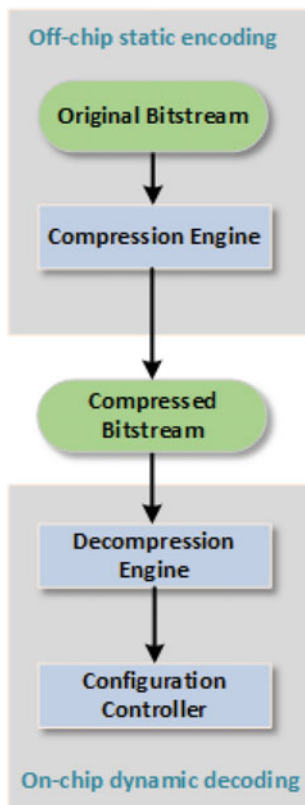 Off-chip static encoding
Original Bitstream
Compression Engine
Compressed
Bitstream
Decompression
Engine
Configuration
Controller
On-chip dynamic decoding